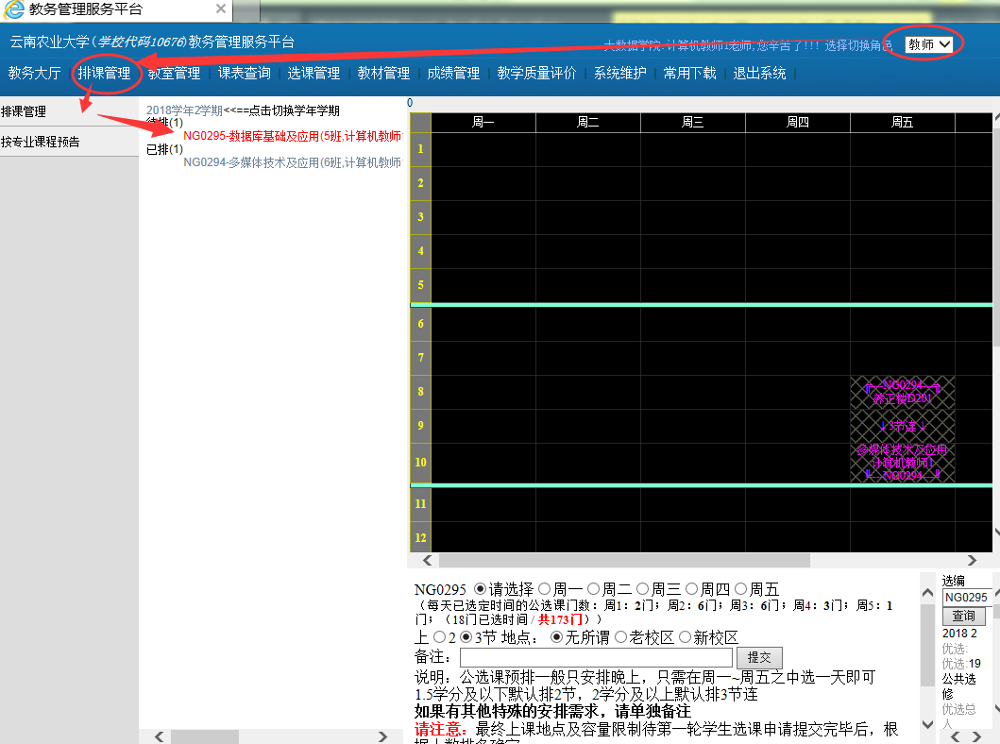 教务管理服务平台
云南农业大学(学校代码10676)教务管理服务平台
大数据学院-计算机教师1老师,您辛苦了!!! 选择切换角色 教师
教务大厅 排课管理 教室管理 课表查询 选课管理 教材管理 成绩管理 教学质量评价 系统维护 常用下载 退出系统
排课管理
按专业课程预告
2018学年2学期<<==点击切换学年学期
待排(1)
NG0295-数据库基础及应用(5班,计算机教师
已排(1)
NG0294-多媒体技术及应用(6班,计算机教师
0
周一 周二 周三 周四 周五
1
2
3
4
5
6
7
8
9
10
11
12
NG0294
养正楼D201
↓3节连↓
多媒体技术及应用
计算机教师1
NG0294
NG0295 请选择 周一 周二 周三 周四 周五
(每天已选定时间的公选课门数: 周1: 2门; 周2: 6门; 周3: 6门; 周4: 3门; 周5: 1
门; (18门已选时间 / 共173门))
上 2 3节 地点: 无所谓 老校区 新校区
备注: 提交
说明: 公选课预排一般只安排晚上, 只需在周一~周五之中选一天即可
1.5学分及以下默认排2节, 2学分及以上默认排3节连
如果有其他特殊的安排需求, 请单独备注
请注意: 最终上课地点及容量限制待第一轮学生选课申请提交完毕后, 根
选编
NG0295
查询
2018 2
优选:
优选:19
公共选
修
优选总
人